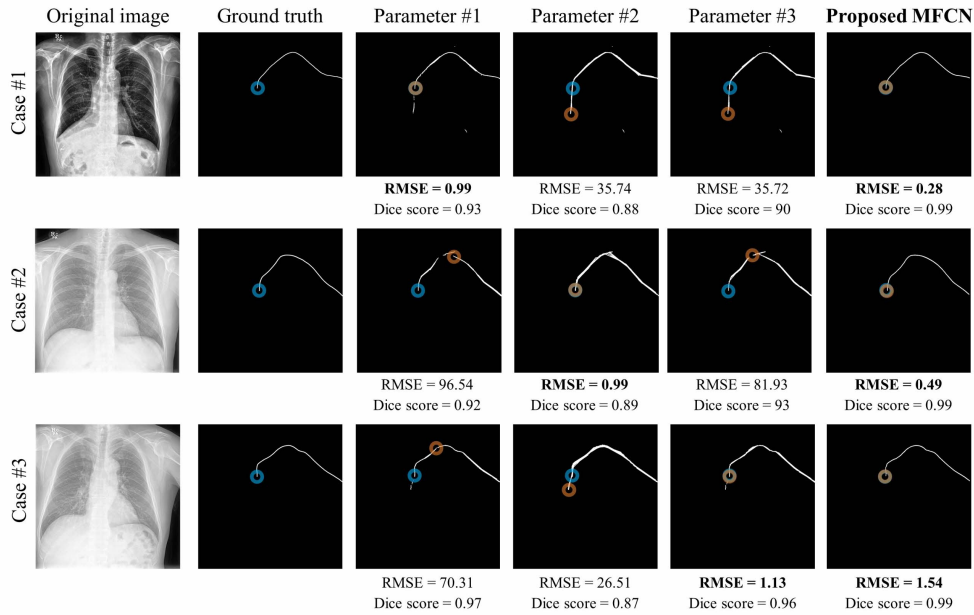 Original image Ground truth Parameter #1 Parameter #2 Parameter #3 Proposed MFCN
Case #1
RMSE = 0.99 RMSE = 35.74 RMSE = 35.72 RMSE = 0.28
Dice score = 0.93 Dice score = 0.88 Dice score = 90 Dice score = 0.99
Case #2
RMSE = 96.54 RMSE = 0.99 RMSE = 81.93 RMSE = 0.49
Dice score = 0.92 Dice score = 0.89 Dice score = 93 Dice score = 0.99
Case #3
RMSE = 70.31 RMSE = 26.51 RMSE = 1.13 RMSE = 1.54
Dice score = 0.97 Dice score = 0.87 Dice score = 0.96 Dice score = 0.99